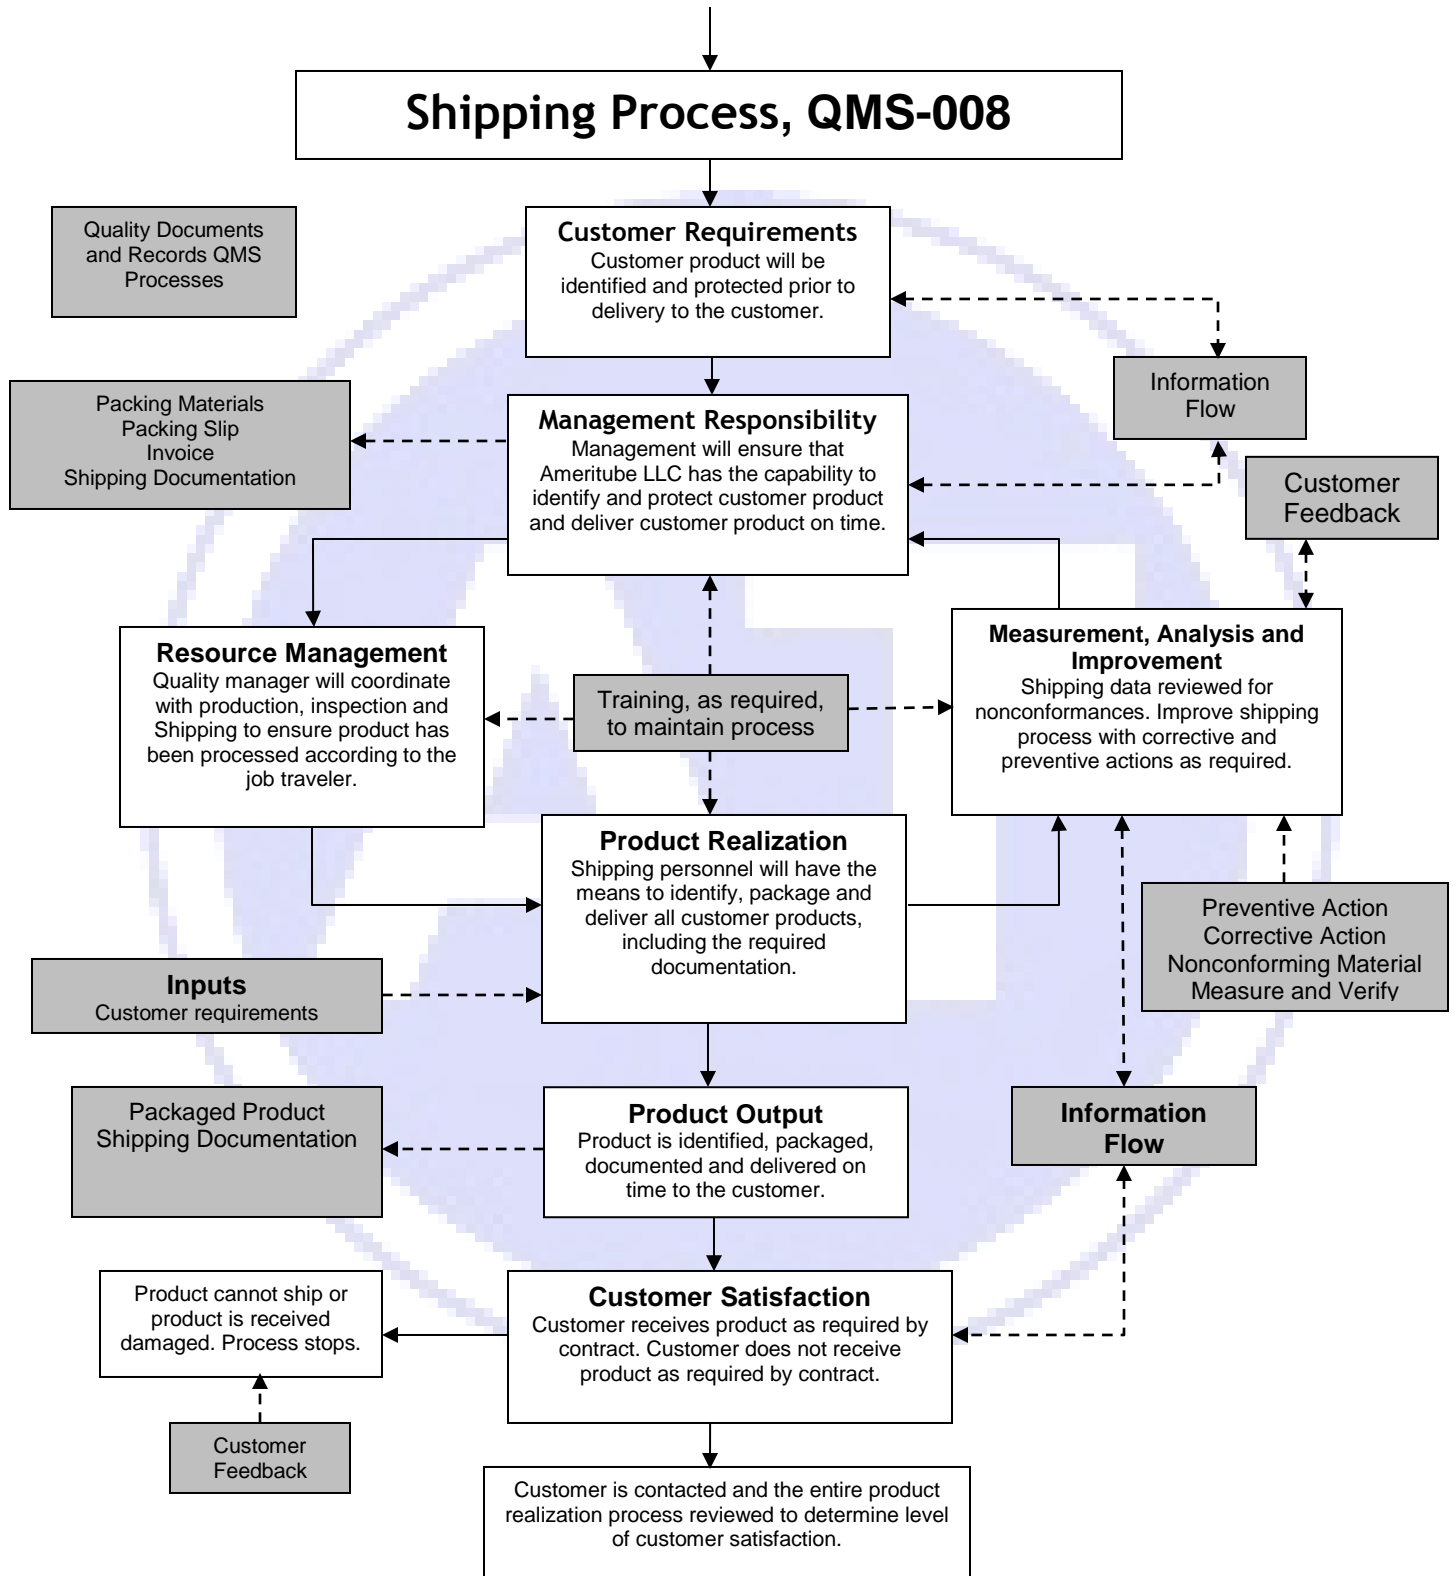 Shipping Process, QMS-008
Quality Documents
and Records QMS
Processes
Customer Requirements
Customer product will be
identified and protected prior to
delivery to the customer.
Information
Flow
Packing Materials
Packing Slip
Invoice
Shipping Documentation
Management Responsibility
Management will ensure that
Ameritube LLC has the capability to
identify and protect customer product
and deliver customer product on time.
Customer
Feedback
Resource Management
Quality manager will coordinate
with production, inspection and
Shipping to ensure product has
been processed according to the
job traveler.
Training, as required,
to maintain process
Measurement, Analysis and
Improvement
Shipping data reviewed for
nonconformances. Improve shipping
process with corrective and
preventive actions as required.
Product Realization
Shipping personnel will have the
means to identify, package and
deliver all customer products,
including the required
documentation.
Preventive Action
Corrective Action
Nonconforming Material
Measure and Verify
Inputs
Customer requirements
Packaged Product
Shipping Documentation
Product Output
Product is identified, packaged,
documented and delivered on
time to the customer.
Information
Flow
Product cannot ship or
product is received
damaged. Process stops.
Customer Satisfaction
Customer receives product as required by
contract. Customer does not receive
product as required by contract.
Customer
Feedback
Customer is contacted and the entire product
realization process reviewed to determine level
of customer satisfaction.